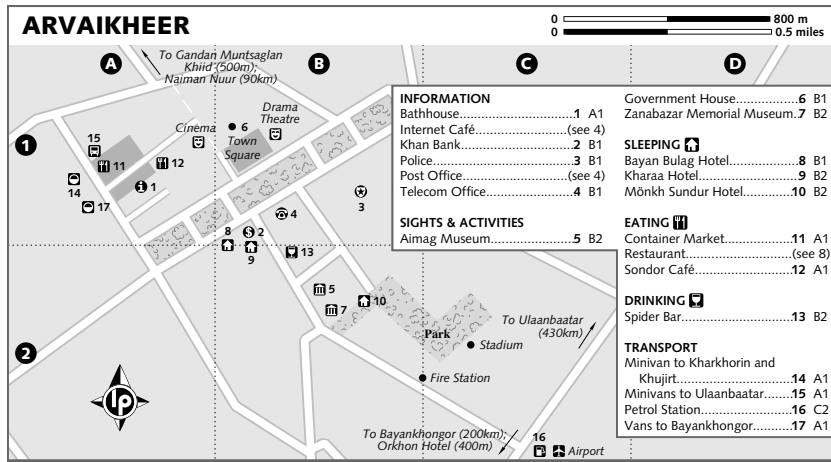 ARVAIKHEER
0 800 m
0 0.5 miles
A
B
C
D
1
2
To Gandan Muntsaglan
Khiid (500m);
Naiman Nuur (90km)
Cinema
6
Town
Square
Drama
Theatre
15
11
12
14
1
17
3
4
8
2
9
13
5
7
10
Park
Stadium
Fire Station
To Ulaanbaatar
(430km)
To Bayankhongor (200km);
Orkhon Hotel (400m)
16
Airport
lp
INFORMATION
Bathhouse 1 A1
Internet Café (see 4)
Khan Bank 2 B1
Police 3 B1
Post Office (see 4)
Telecom Office 4 B1
SIGHTS & ACTIVITIES
Aimag Museum 5 B2
Government House 6 B1
Zanabazar Memorial Museum 7 B2
SLEEPING
Bayan Bulag Hotel 8 B1
Kharaa Hotel 9 B2
Mönkh Sundur Hotel 10 B2
EATING
Container Market 11 A1
Restaurant (see 8)
Sondor Café 12 A1
DRINKING
Spider Bar 13 B2
TRANSPORT
Minivan to Kharkhorin and
Khujirt 14 A1
Minivans to Ulaanbaatar 15 A1
Petrol Station 16 C2
Vans to Bayankhongor 17 A1